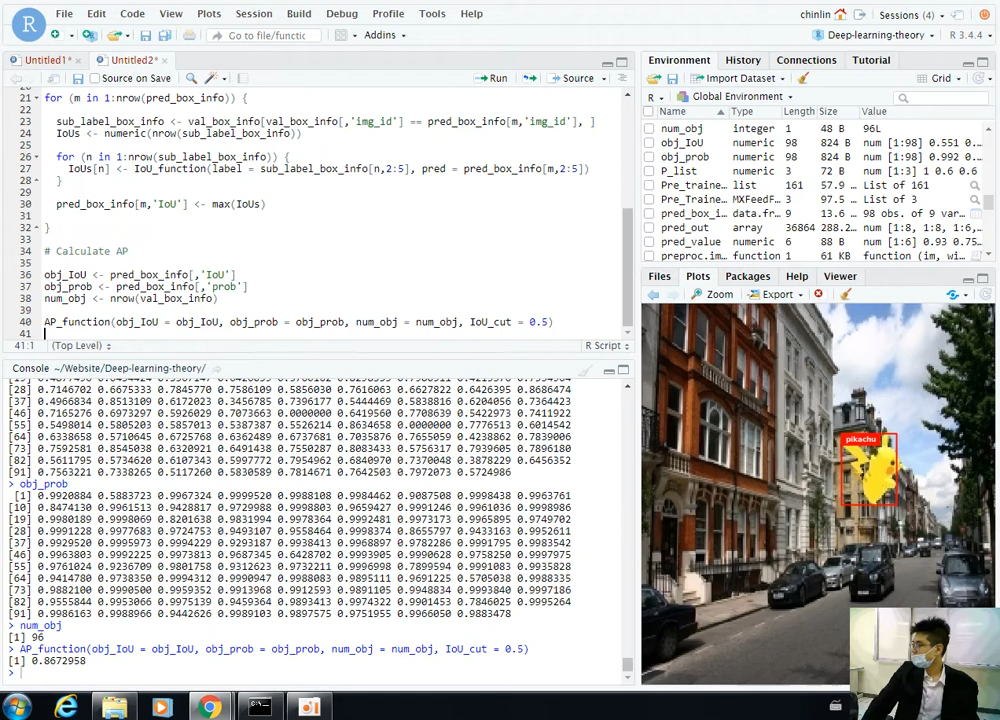 File Edit Code View Plots Session Build Debug Profile Tools Help
chinlin Sessions (4)
Go to file/functic Addins
Deep-learning-theory R 3.4.4
Untitled1* Untitled2*
Source on Save Run Source
21 for (m in 1:nrow(pred_box_info)) {
22
23 sub_label_box_info <- val_box_info[val_box_info[,'img_id'] == pred_box_info[m,'img_id'], ]
24 IoUs <- numeric(nrow(sub_label_box_info))
25
26 for (n in 1:nrow(sub_label_box_info)) {
27 IoUs[n] <- IoU_function(label = sub_label_box_info[n,2:5], pred = pred_box_info[m,2:5])
28 }
29
30 pred_box_info[m,'IoU'] <- max(IoUs)
31
32 }
33
34 # Calculate AP
35
36 obj_IoU <- pred_box_info[,'IoU']
37 obj_prob <- pred_box_info[,'prob']
38 num_obj <- nrow(val_box_info)
39
40 AP_function(obj_IoU = obj_IoU, obj_prob = obj_prob, num_obj = num_obj, IoU_cut = 0.5)
41
41:1 (Top Level) R Script
Console ~/Website/Deep-learning-theory/
[28] 0.7146702 0.6675333 0.7845770 0.7586109 0.5856030 0.7616063 0.6627822 0.6426395 0.8686474
[37] 0.4966834 0.8513109 0.6172023 0.3456785 0.7396177 0.5444469 0.5838816 0.6204056 0.7364423
[46] 0.7165276 0.6973297 0.5926029 0.7073663 0.0000000 0.6419560 0.7708639 0.5422973 0.7411922
[55] 0.5498014 0.5805203 0.5857013 0.5387387 0.5526214 0.8634658 0.0000000 0.7776513 0.6014542
[64] 0.6338658 0.5710645 0.6725768 0.6362489 0.6737681 0.7035876 0.7655059 0.4238862 0.7839006
[73] 0.7592581 0.8545038 0.6320911 0.6491438 0.7550287 0.8083433 0.5756317 0.7939605 0.7896180
[82] 0.5611795 0.5734620 0.6107343 0.5997772 0.7954962 0.6840970 0.7370048 0.3878229 0.6456352
[91] 0.7563221 0.7338265 0.5117260 0.5830589 0.7814671 0.7642503 0.7972073 0.5724986
> obj_prob
[1] 0.9920884 0.5883723 0.9967324 0.9999520 0.9988108 0.9984462 0.9087508 0.9998438 0.9963761
[10] 0.8474130 0.9961513 0.9428817 0.9729988 0.9998803 0.9659427 0.9991246 0.9961036 0.9998986
[19] 0.9980189 0.9998069 0.8201638 0.9831994 0.9978364 0.9992481 0.9973173 0.9965895 0.9749702
[28] 0.9991228 0.9977683 0.9724753 0.9493107 0.9558464 0.9998374 0.8655797 0.9433163 0.9952611
[37] 0.9929520 0.9995973 0.9994229 0.9293187 0.9938413 0.9968897 0.9378286 0.9991795 0.9983542
[46] 0.9963803 0.9992225 0.9973813 0.9687345 0.6428702 0.9993905 0.9990628 0.9758250 0.9997975
[55] 0.9761024 0.9236709 0.9801758 0.9312623 0.9732211 0.9996998 0.7899594 0.9991083 0.9935828
[64] 0.9414780 0.9738350 0.9994312 0.9990947 0.9988083 0.9895111 0.9691225 0.5705038 0.9988335
[73] 0.9882100 0.9990500 0.9959352 0.9913968 0.9912593 0.9891105 0.9948834 0.9993840 0.9997186
[82] 0.9555844 0.9953066 0.9975139 0.9459364 0.9893413 0.9974322 0.9901453 0.7846025 0.9995264
[91] 0.9986163 0.9988966 0.9442626 0.9989103 0.9897575 0.9751955 0.9966050 0.9883478
> num_obj
[1] 96
> AP_function(obj_IoU = obj_IoU, obj_prob = obj_prob, num_obj = num_obj, IoU_cut = 0.5)
[1] 0.8672958
>
Environment History Connections Tutorial
Import Dataset Grid
R Global Environment
Name Type Length Size Value
num_obj integer 1 48 B 96L
obj_IoU numeric 98 824 B num [1:98] 0.551 0...
obj_prob numeric 98 824 B num [1:98] 0.992 0...
P_list numeric 3 72 B num [1:3] 1 0.6 0.6
Pre_traine... list 161 57.9 ... List of 161
Pre_Traine... MXFeedF... 3 97.5 ... List of 3
pred_box_i... data.fr... 9 13.6 ... 98 obs. of 9 var...
pred_out array 36864 288.2... num [1:8, 1:8, 1:6,...
pred_value numeric 6 88 B num [1:6] 0.93 0.75...
preproc.im... function 1 61 KB function (im, wi...
Files Plots Packages Help Viewer
Zoom Export
pikachu